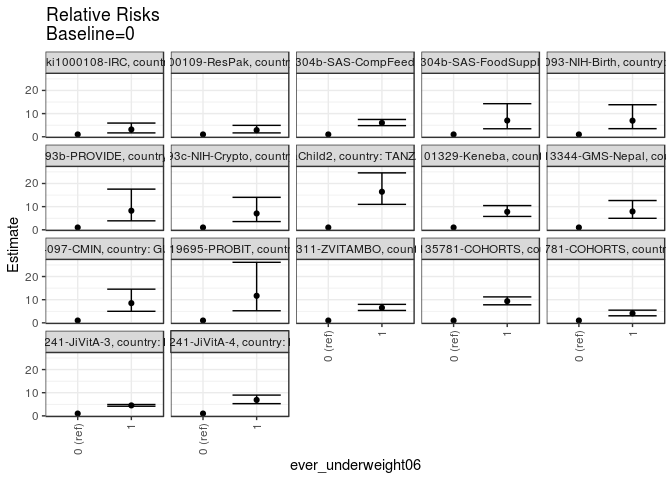 Relative Risks
Baseline=0
ki1000108-IRC, countr
00109-ResPak, countr
304b-SAS-CompFeed
304b-SAS-FoodSuppl
093-NIH-Birth, country:
20
10
0
93b-PROVIDE, country
93c-NIH-Crypto, countr
Child2, country: TANZ
01329-Keneba, coun
3344-GMS-Nepal, cou
20
10
0
Estimate
097-CMIN, country: G
19695-PROBIT, countr
311-ZVITAMBO, coun
35781-COHORTS, co
781-COHORTS, countr
20
10
0
241-JiVitA-3, country:
241-JiVitA-4, country:
0 (ref)
1
0 (ref)
1
0 (ref)
1
20
10
0
0 (ref)
1
0 (ref)
1
ever_underweight06